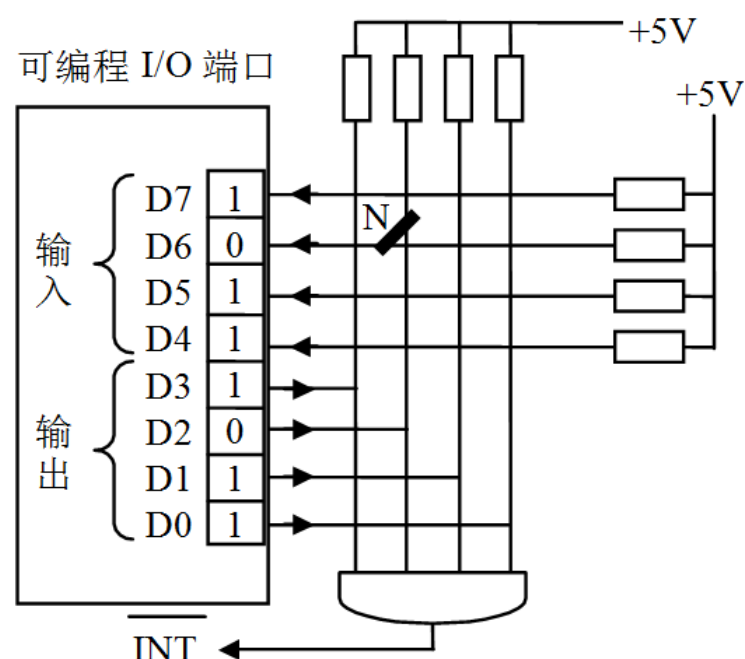 +5V
可编程 I/O 端口
+5V
输入
D7 1
N
D6 0
D5 1
D4 1
输出
D3 1
D2 0
D1 1
D0 1
INT